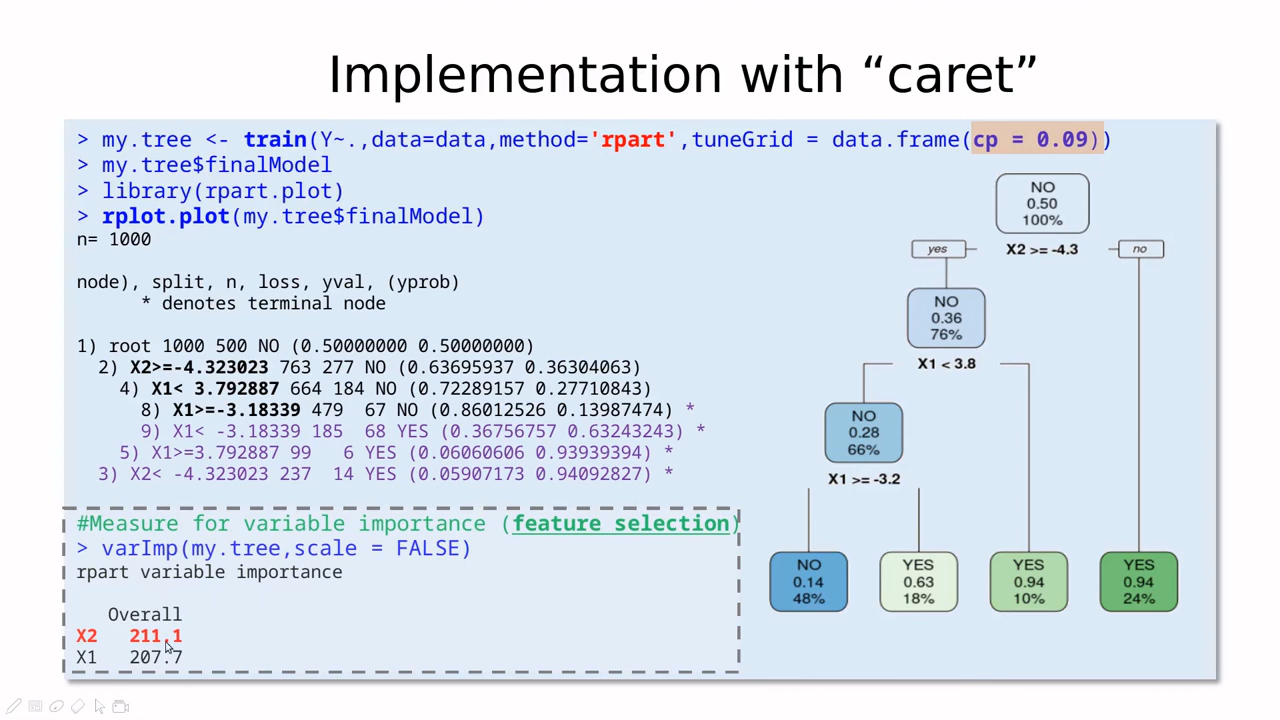 Implementation with “caret”
> my.tree <- train(Y~.,data=data,method='rpart',tuneGrid = data.frame(cp = 0.09))
> my.tree$finalModel
> library(rpart.plot)
> rplot.plot(my.tree$finalModel)
n= 1000
node), split, n, loss, yval, (yprob)
* denotes terminal node
1) root 1000 500 NO (0.50000000 0.50000000)
2) X2>=-4.323023 763 277 NO (0.63695937 0.36304063)
4) X1< 3.792887 664 184 NO (0.72289157 0.27710843)
8) X1>=-3.18339 479  67 NO (0.86012526 0.13987474) *
9) X1< -3.18339 185  68 YES (0.36756757 0.63243243) *
5) X1>=3.792887 99   6 YES (0.06060606 0.93939394) *
3) X2< -4.323023 237  14 YES (0.05907173 0.94092827) *
#Measure for variable importance (feature selection)
> varImp(my.tree,scale = FALSE)
rpart variable importance
Overall
X2   211.1
X1   207.7
NO
0.50
100%
yes
X2 >= -4.3
no
NO
0.36
76%
X1 < 3.8
NO
0.28
66%
X1 >= -3.2
NO
0.14
48%
YES
0.63
18%
YES
0.94
10%
YES
0.94
24%